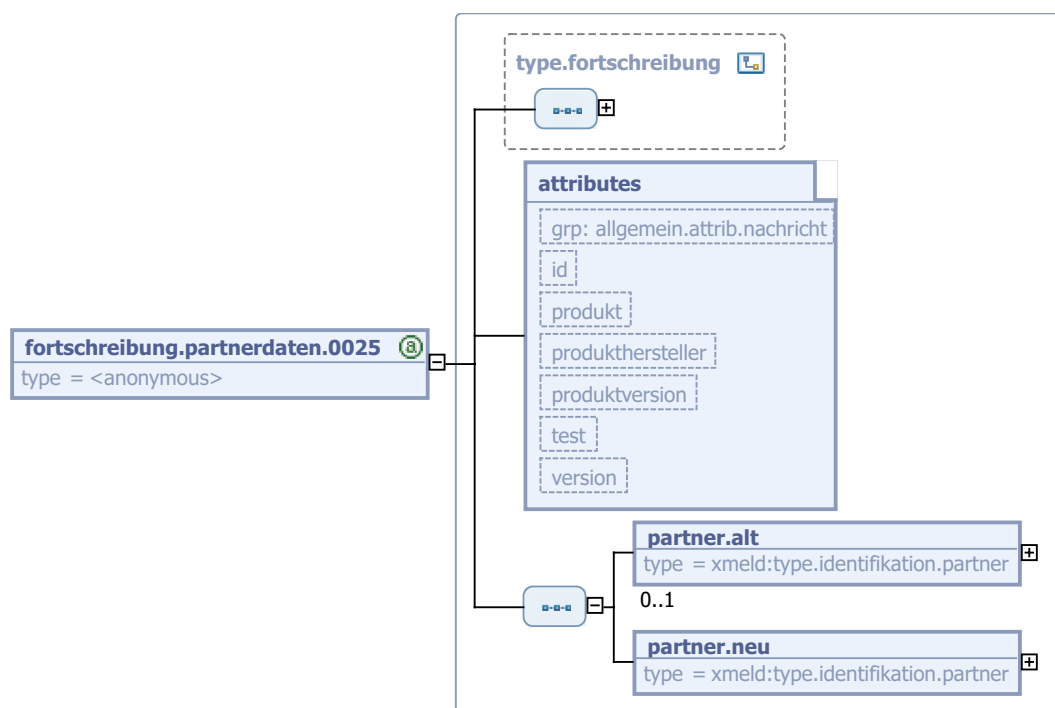 type.fortschreibung
attributes
grp: allgemein.attrib.nachricht
id
produkt
produkthersteller
produktversion
test
version
fortschreibung.partnerdaten.0025
type = <anonymous>
partner.alt
type = xmeld:type.identifikation.partner
0..1
partner.neu
type = xmeld:type.identifikation.partner